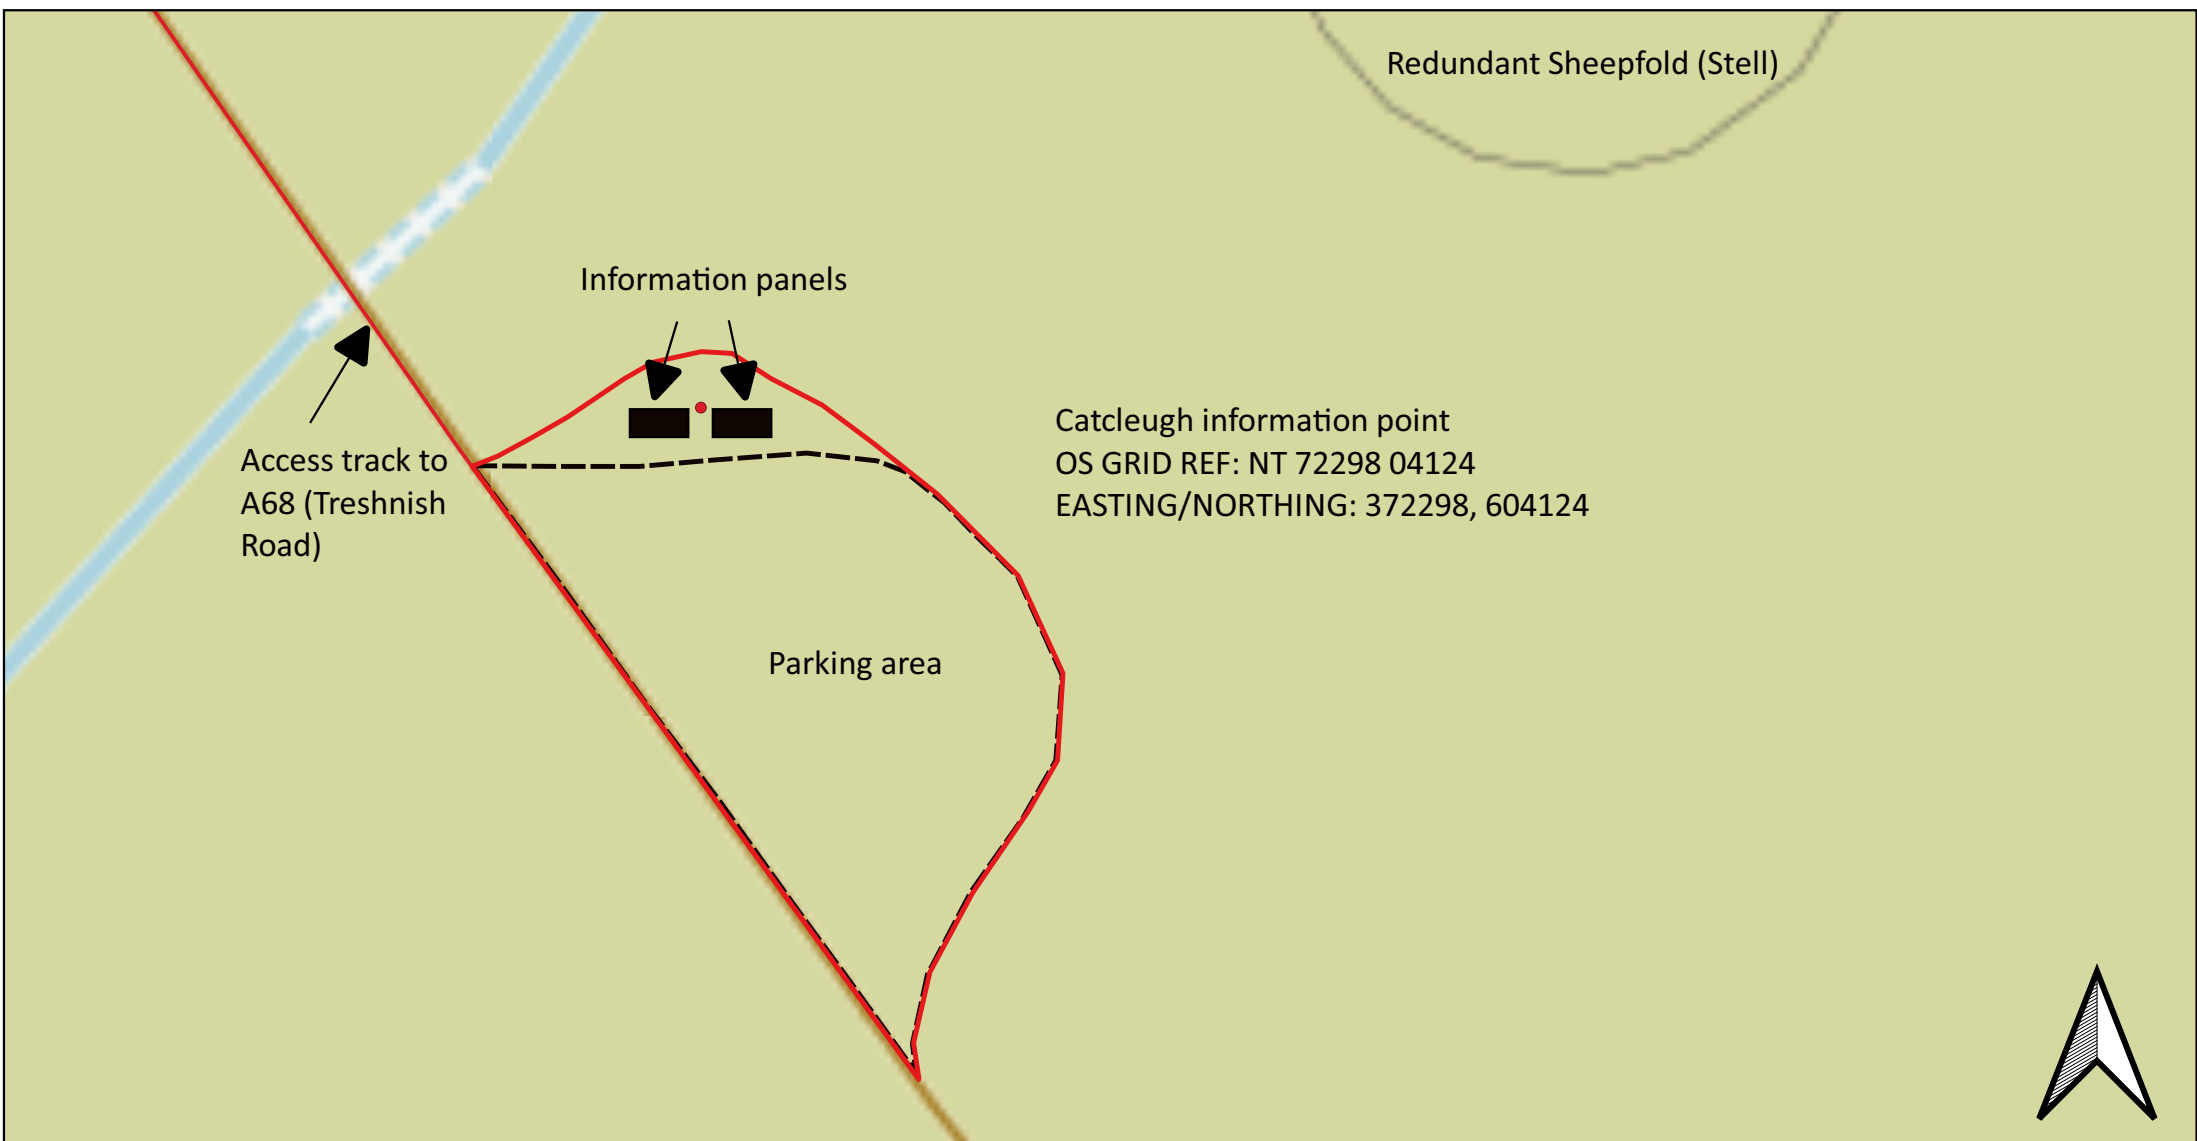 Redundant Sheepfold (Stell)
Information panels
Access track to
A68 (Treshnish
Road)
Catcleugh information point
OS GRID REF: NT 72298 04124
EASTING/NORTHING: 372298, 604124
Parking area